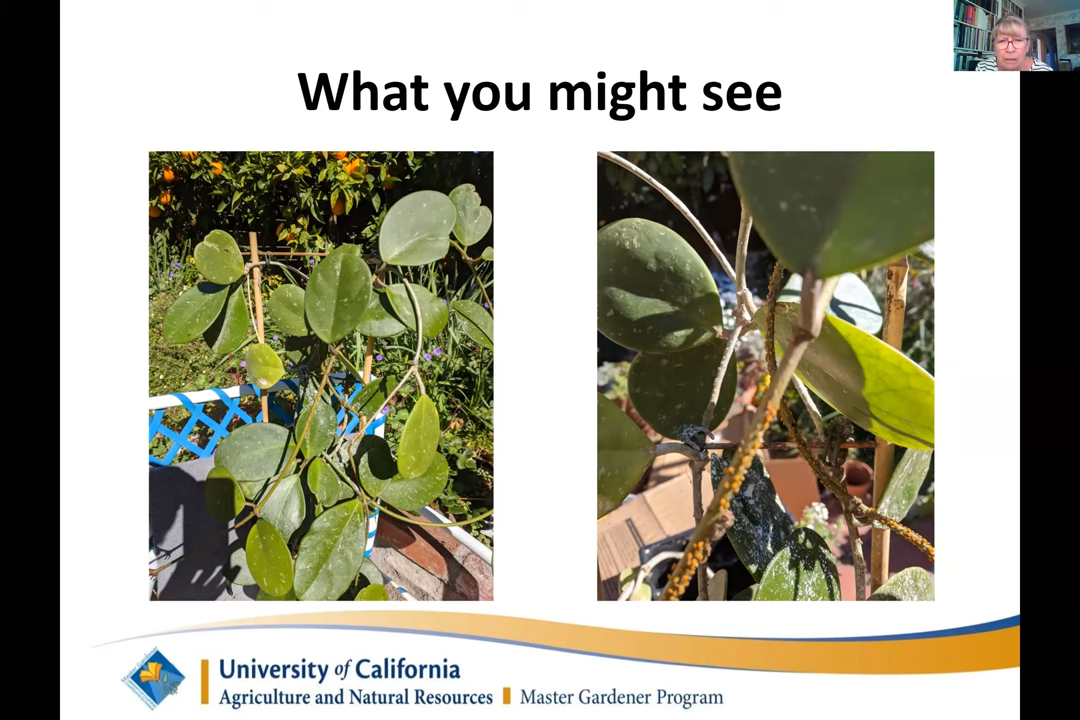 What you might see
University of California
Agriculture and Natural Resources Master Gardener Program